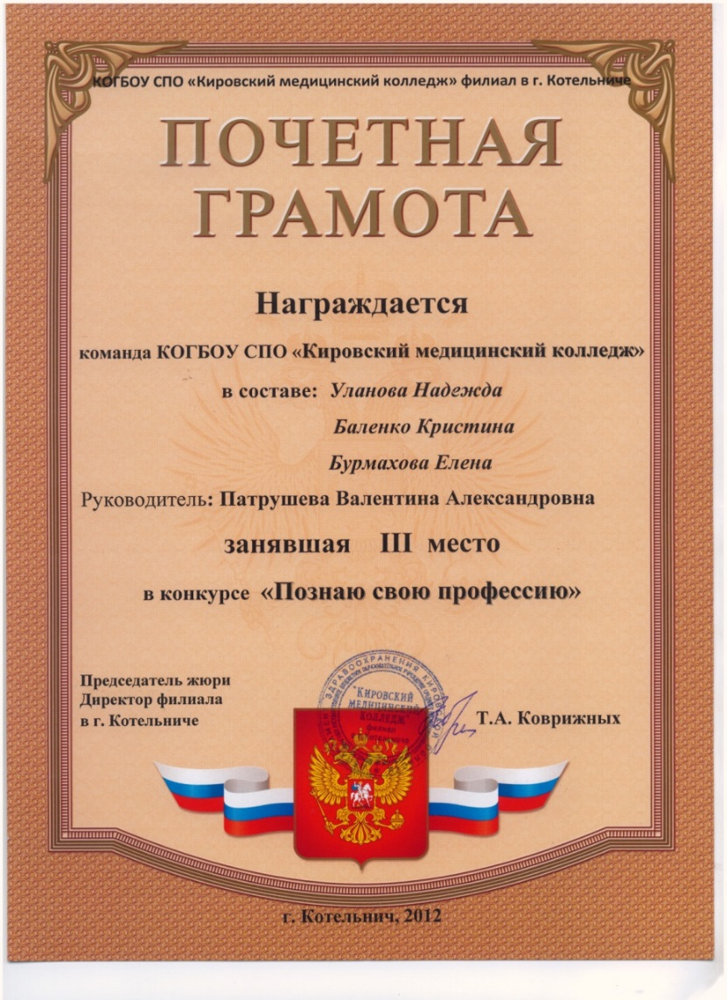 КОГБОУ СПО «Кировский медицинский колледж» филиал в г. Котельниче
ПОЧЕТНАЯ
ГРАМОТА
Награждается
команда КОГБОУ СПО «Кировский медицинский колледж»
в составе: Уланова Надежда
Баленко Кристина
Бурмахова Елена
Руководитель: Патрушева Валентина Александровна
занявшая III место
в конкурсе «Познаю свою профессию»
Председатель жюри
Директор филиала
в г. Котельниче
Т.А. Коврижных
ЗДРАВООХРАНЕНИЯ
"КИРОВСКИЙ
МЕДИЦИНСКИЙ
КОЛЛЕДЖ"
филиал
г. Котельнич, 2012